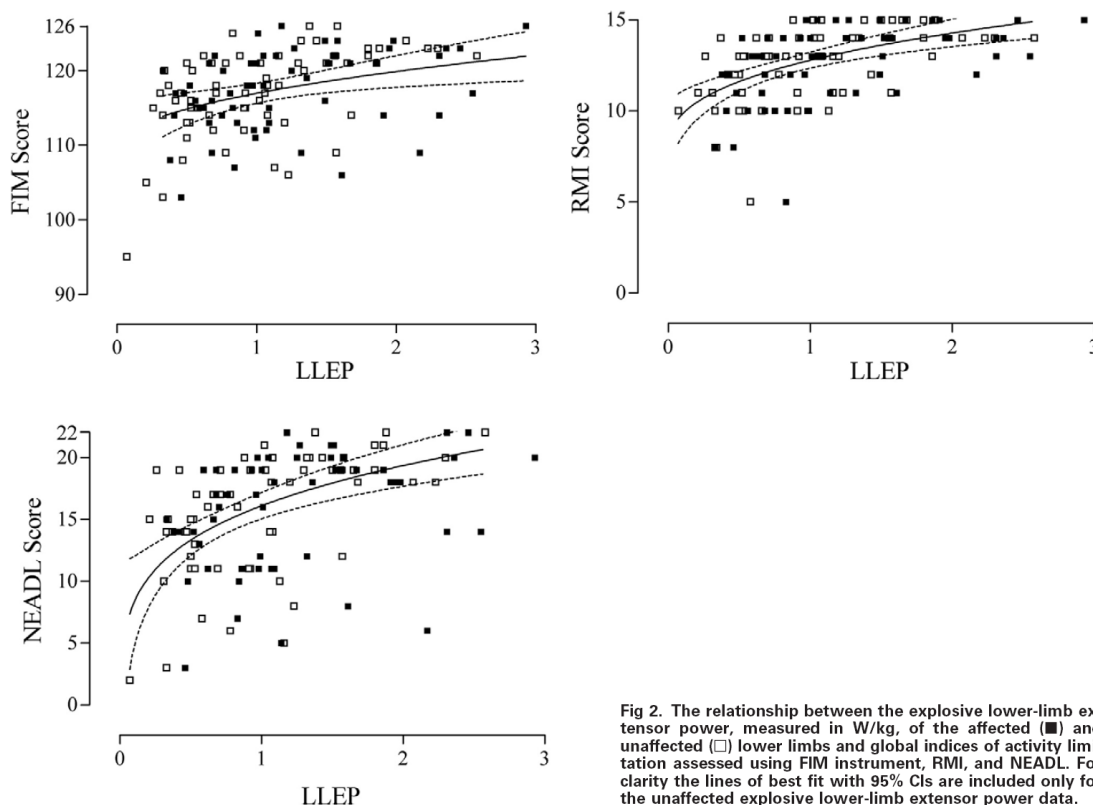 126
120
110
100
90
FIM Score
0
1
2
3
LLEP
15
10
5
0
RMI Score
0
1
2
3
LLEP
22
20
15
10
5
0
NEADL Score
0
1
2
3
LLEP
Fig 2. The relationship between the explosive lower-limb ex-
tensor power, measured in W/kg, of the affected (■) an
unaffected (□) lower limbs and global indices of activity lim
tation assessed using FIM instrument, RMI, and NEADL. Fo
clarity the lines of best fit with 95% CIs are included only fo
the unaffected explosive lower-limb extensor power data.